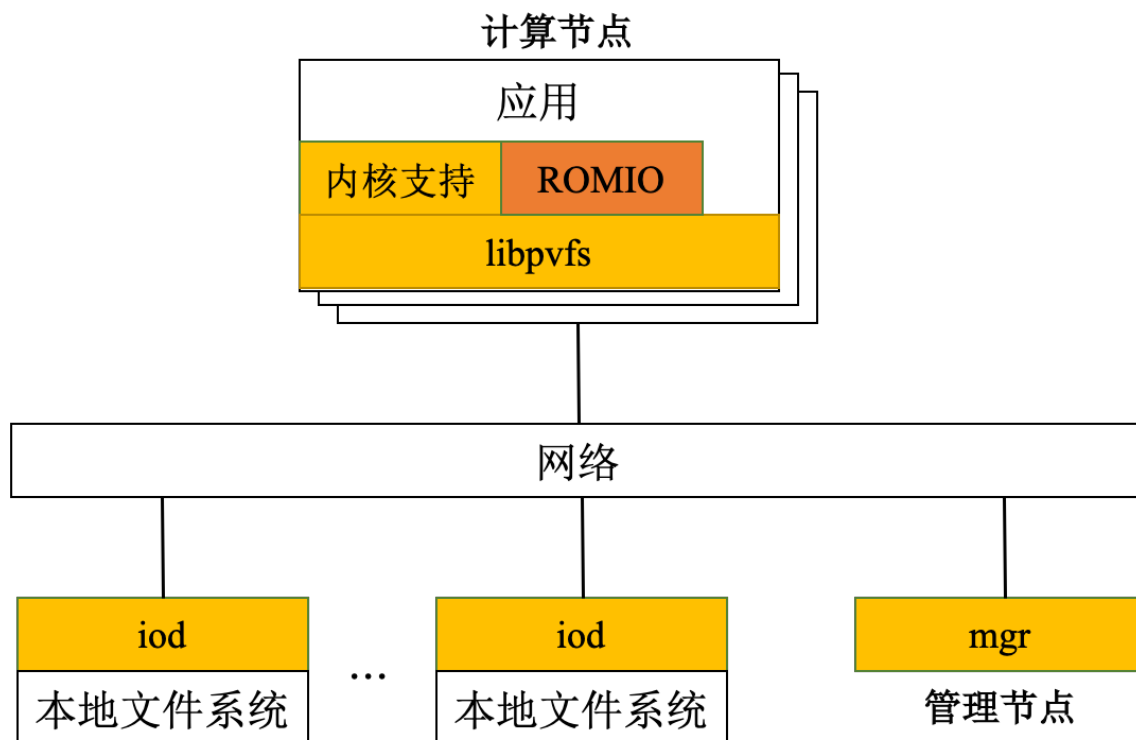 计算节点
应用
内核支持 ROMIO
libpvfs
网络
iod iod mgr
本地文件系统 ... 本地文件系统 管理节点